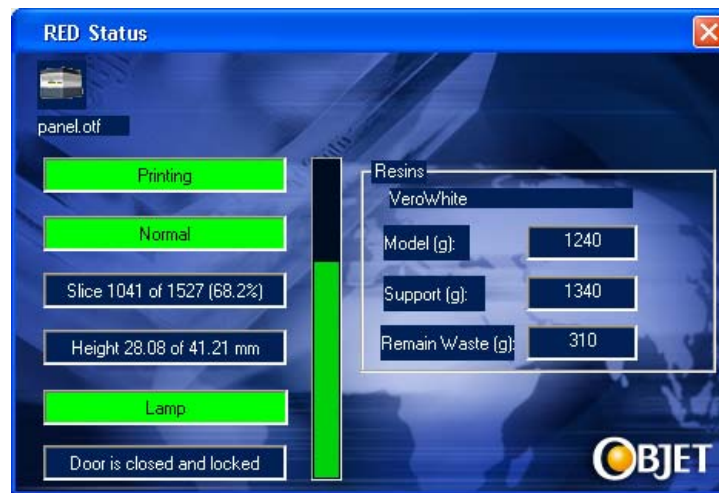 RED Status
panel.otf
Printing
Normal
Slice 1041 of 1527 (68.2%)
Height 28.08 of 41.21 mm
Lamp
Door is closed and locked
Resins
VeroWhite
Model (g): 1240
Support (g): 1340
Remain Waste (g): 310
OBJET